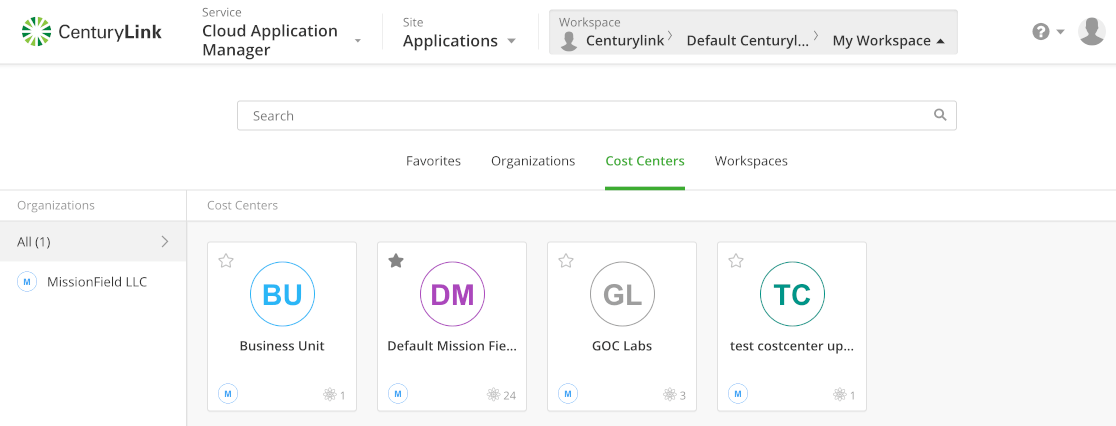 CenturyLink
Service
Cloud Application
Manager
Site
Applications
Workspace
Centurylink
Default Centuryl...
My Workspace
?
Search
Favorites
Organizations
Cost Centers
Workspaces
Organizations
Cost Centers
All (1)
M MissionField LLC
BU
Business Unit
M 1
DM
Default Mission Fie...
M 24
GL
GOC Labs
M 3
TC
test costcenter up...
M 1